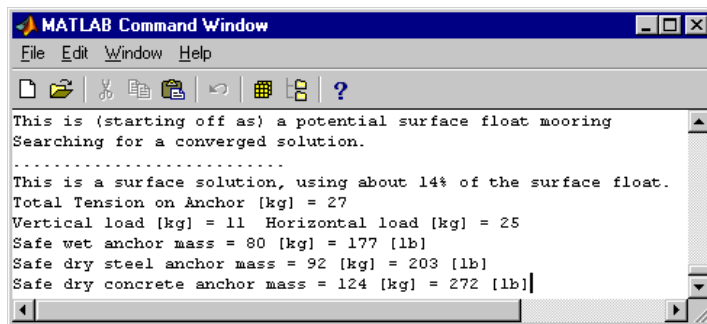 MATLAB Command Window
File Edit Window Help
This is (starting off as) a potential surface float mooring
Searching for a converged solution.
...........................
This is a surface solution, using about 14% of the surface float.
Total Tension on Anchor [kg] = 27
Vertical load [kg] = 11  Horizontal load [kg] = 25
Safe wet anchor mass = 80 [kg] = 177 [lb]
Safe dry steel anchor mass = 92 [kg] = 203 [lb]
Safe dry concrete anchor mass = 124 [kg] = 272 [lb]